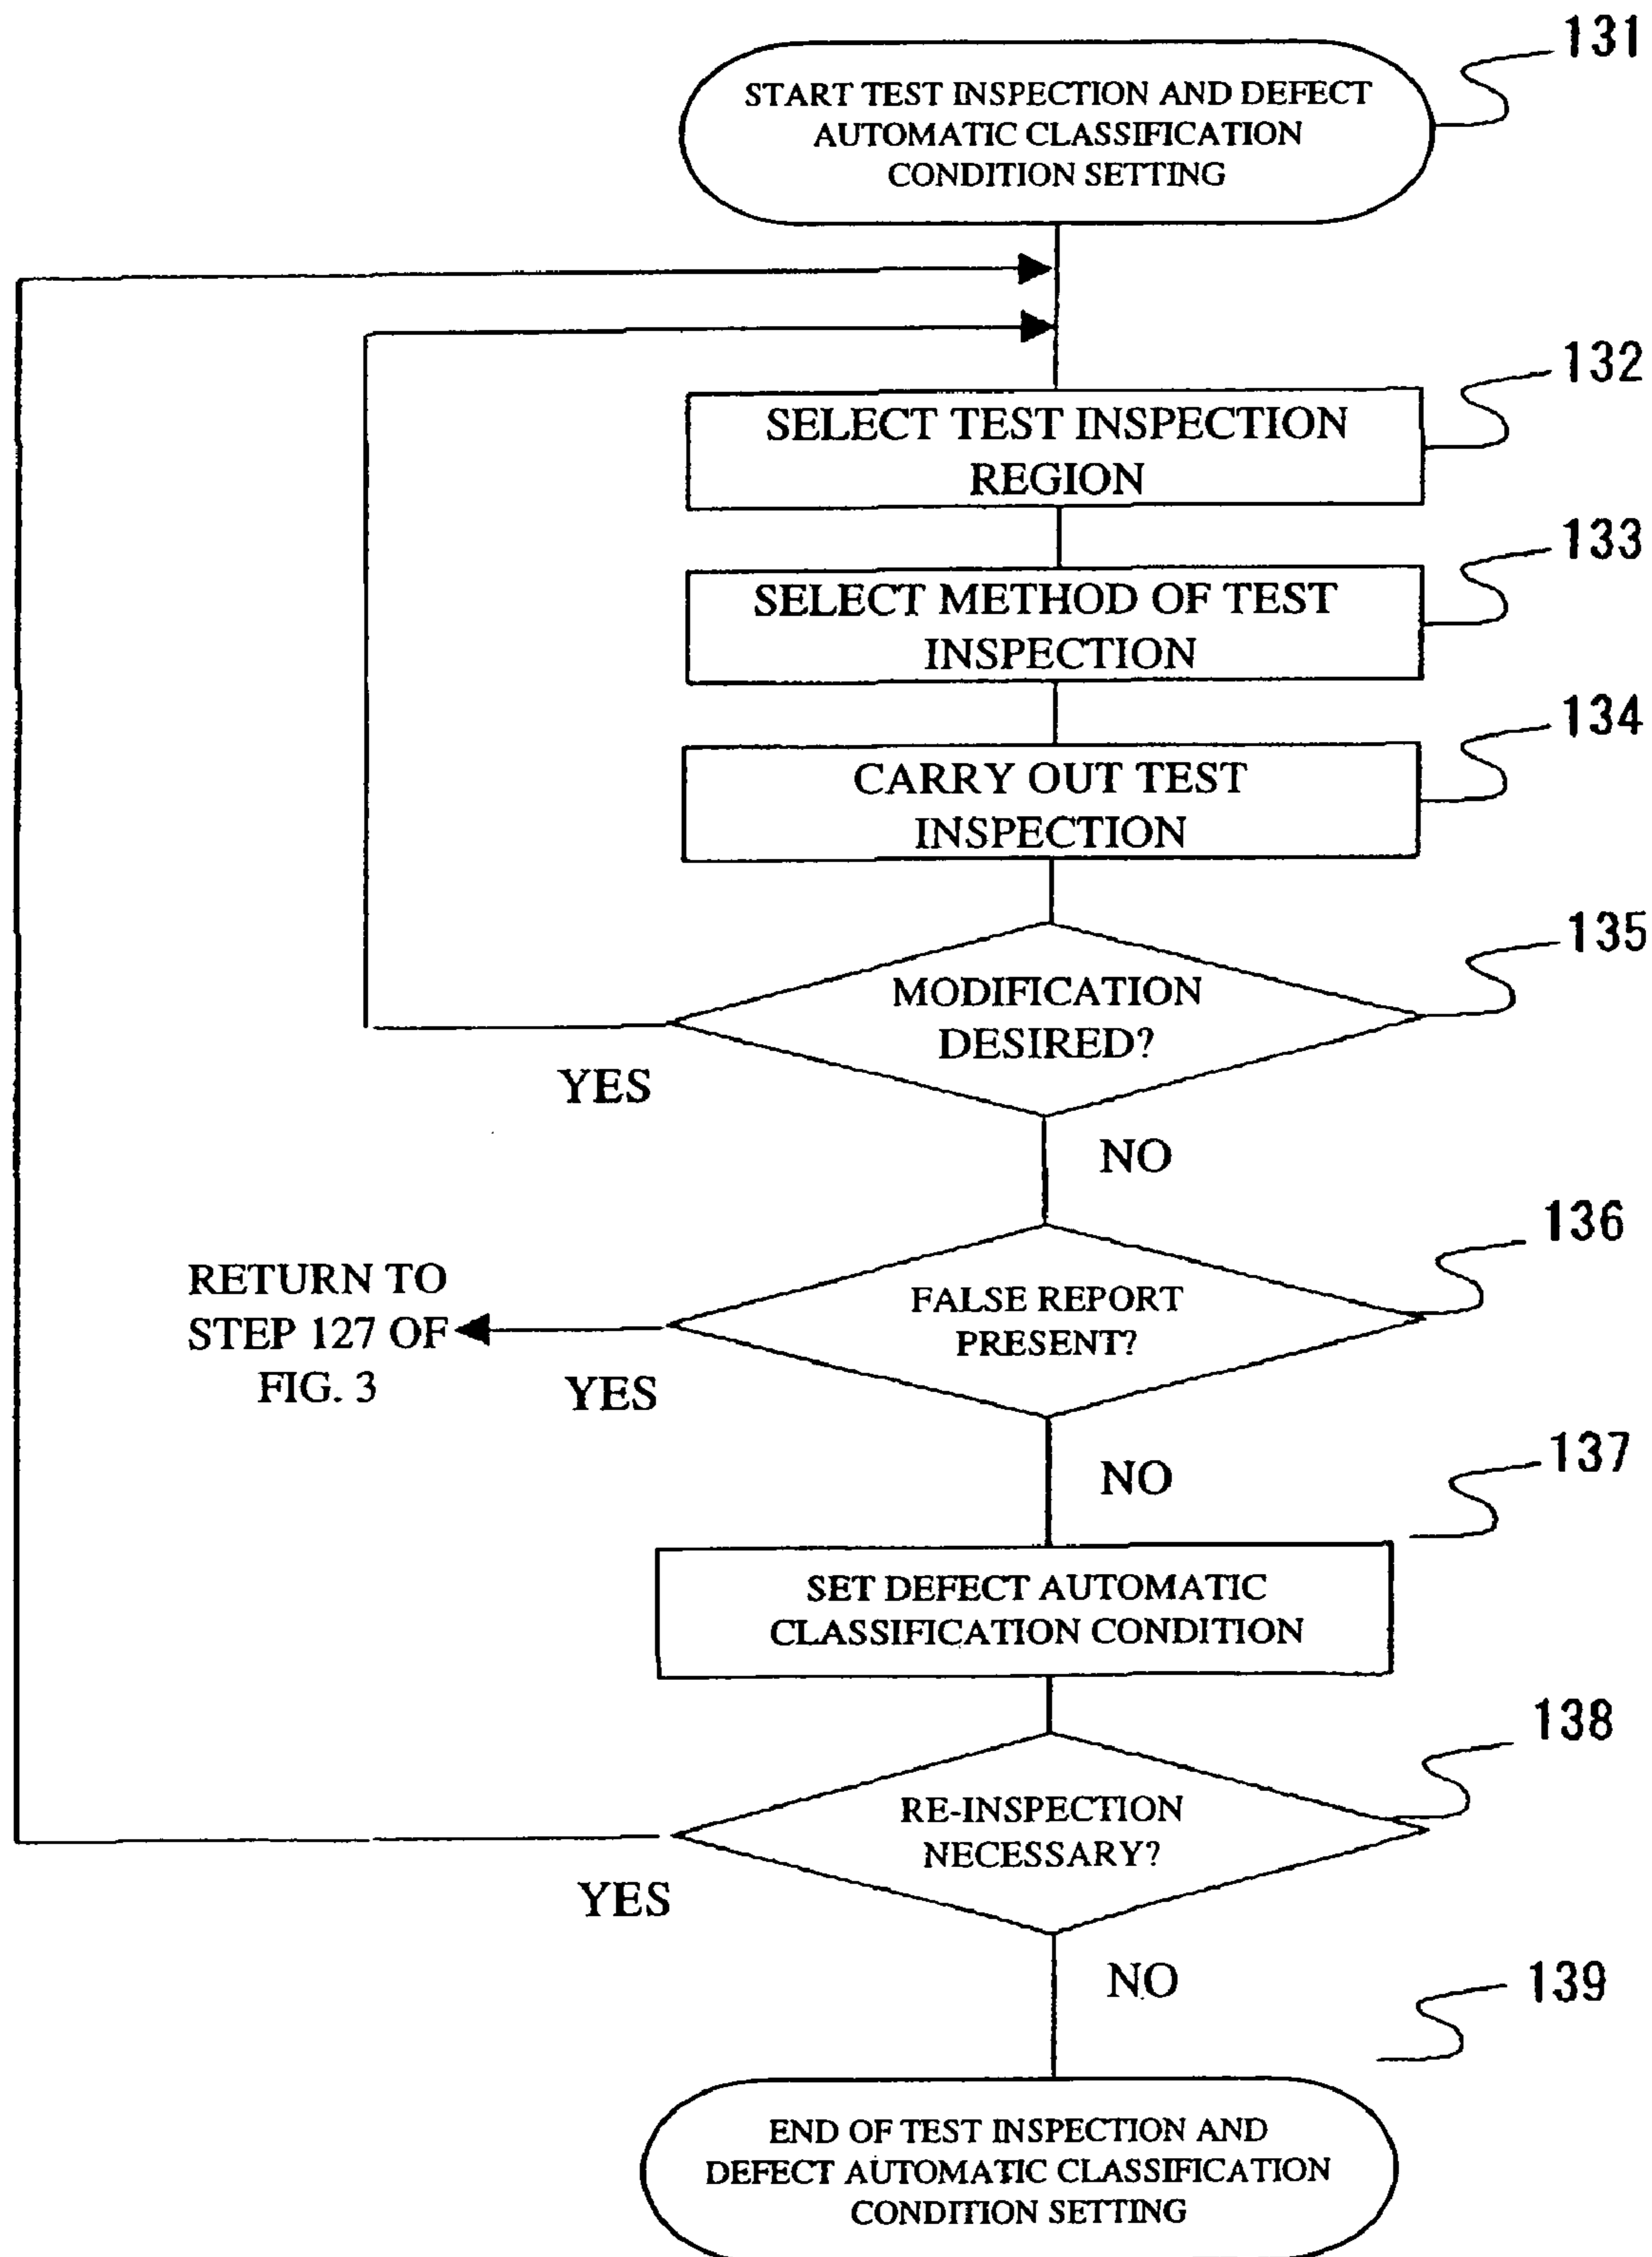 131
START TEST INSPECTION AND DEFECT
AUTOMATIC CLASSIFICATION
CONDITION SETTING
132
SELECT TEST INSPECTION
REGION
133
SELECT METHOD OF TEST
INSPECTION
134
CARRY OUT TEST
INSPECTION
135
MODIFICATION
DESIRED?
YES
NO
136
FALSE REPORT
PRESENT?
RETURN TO
STEP 127 OF
FIG. 3
YES
NO
137
SET DEFECT AUTOMATIC
CLASSIFICATION CONDITION
138
RE-INSPECTION
NECESSARY?
YES
NO
139
END OF TEST INSPECTION AND
DEFECT AUTOMATIC CLASSIFICATION
CONDITION SETTING